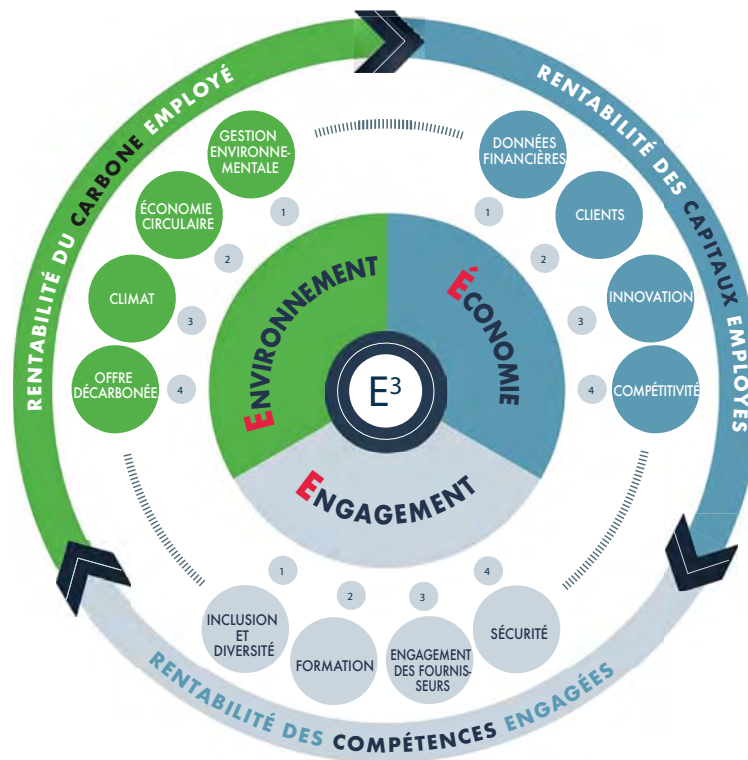 RENTABILITÉ DU CARBONE EMPLOYÉ
RENTABILITÉ DES CAPITAUX EMPLOYÉS
GESTION
ENVIRONNE-
MENTALE
1
ÉCONOMIE
CIRCULAIRE
2
CLIMAT
3
OFFRE
DÉCARBONÉE
4
DONNÉES
FINANCIÈRES
1
CLIENTS
2
INNOVATION
3
COMPÉTITIVITÉ
4
ENVIRONNEMENT
ÉCONOMIE
E³
ENGAGEMENT
1
INCLUSION
ET
DIVERSITÉ
2
FORMATION
3
ENGAGEMENT
DES FOURNIS-
SEURS
4
SÉCURITÉ
RENTABILITÉ DES COMPÉTENCES ENGAGÉES